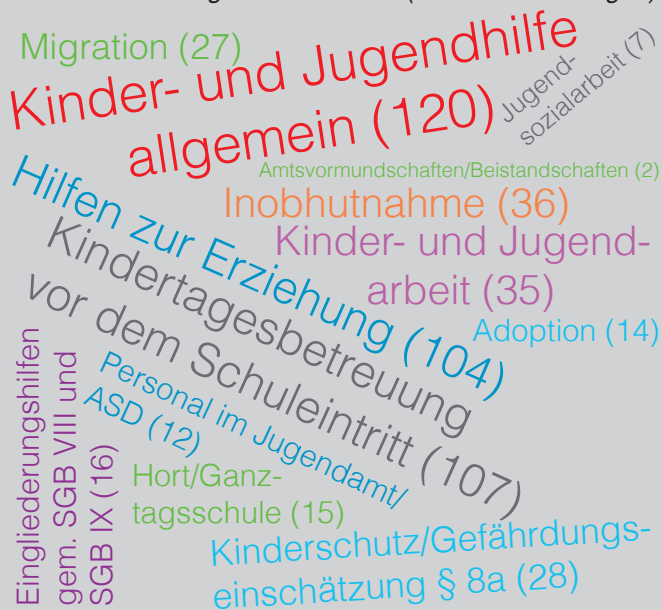 Migration (27)
Kinder- und Jugendhilfe
allgemein (120)
Jugend-
sozialarbeit (7)
Amtsvormundschaften/Beistandschaften (2)
Inobhutnahme (36)
Kinder- und Jugend-
arbeit (35)
Hilfen zur Erziehung (104)
Kindertagesbetreuung
vor dem Schuleintritt (107)
Adoption (14)
Personal im Jugendamt/
ASD (12)
Eingliederungshilfen
gem. SGB VIII und
SGB IX (16)
Hort/Ganz-
tagsschule (15)
Kinderschutz/Gefährdungs-
einschätzung § 8a (28)